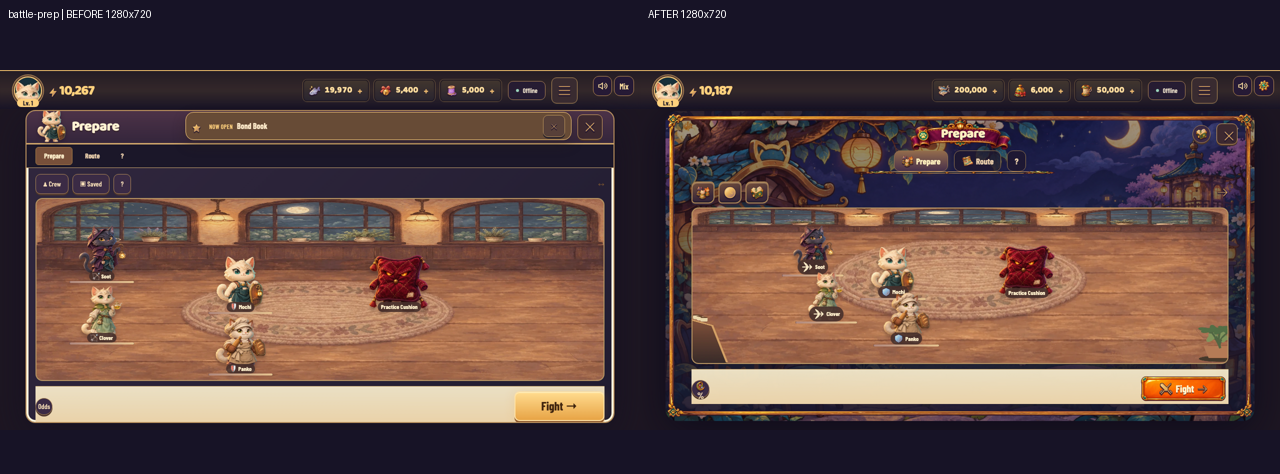 battle-prep | BEFORE 1280x720
AFTER 1280x720
Lv.1
10,267
19,970 +
5,400 +
5,000 +
Offline
Mix
Prepare
NOW OPEN Bond Book
Prepare
Route
?
Crew
Saved
?
Soot
Mochi
Practice Cushion
Clover
Panko
Odds
Fight →
Lv.1
10,187
200,000 +
6,000 +
50,000 +
Offline
Prepare
Prepare
Route
?
Soot
Mochi
Practice Cushion
Clover
Panko
%
Fight →